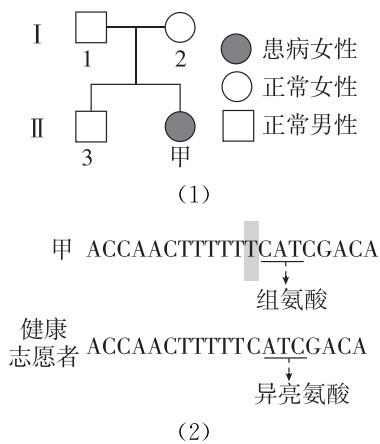 I
1
2
患病女性
正常女性
II
正常男性
3
甲
(1)
甲 ACCAACTTTTTTCATCGACA
组氨酸
健康
志愿者 ACCAACTTTTTCATCGACA
异亮氨酸
(2)